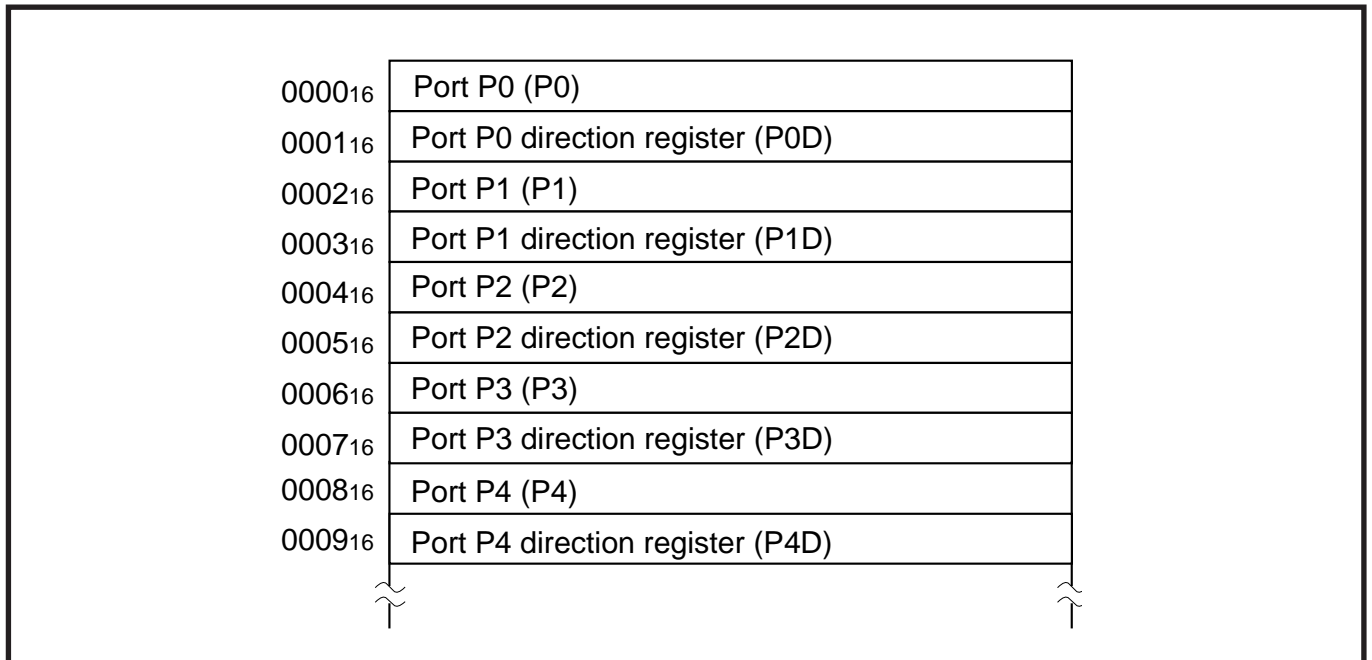 0000₁₆ Port P0 (P0)
0001₁₆ Port P0 direction register (P0D)
0002₁₆ Port P1 (P1)
0003₁₆ Port P1 direction register (P1D)
0004₁₆ Port P2 (P2)
0005₁₆ Port P2 direction register (P2D)
0006₁₆ Port P3 (P3)
0007₁₆ Port P3 direction register (P3D)
0008₁₆ Port P4 (P4)
0009₁₆ Port P4 direction register (P4D)